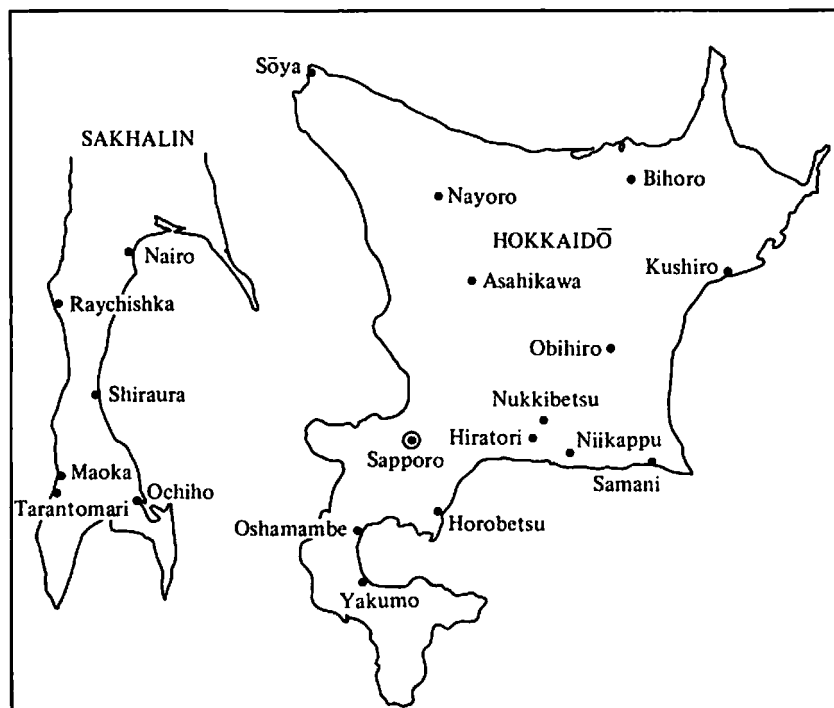 Sōya
SAKHALIN
Bihoro
Nayoro
HOKKAIDŌ
Nairo
Kushiro
Asahikawa
Raychishka
Obihiro
Shiraura
Nukkibetsu
Hiratori
Niikappu
Sapporo
Samani
Maoka
Ochiho
Tarantomari
Horobetsu
Oshamambe
Yakumo